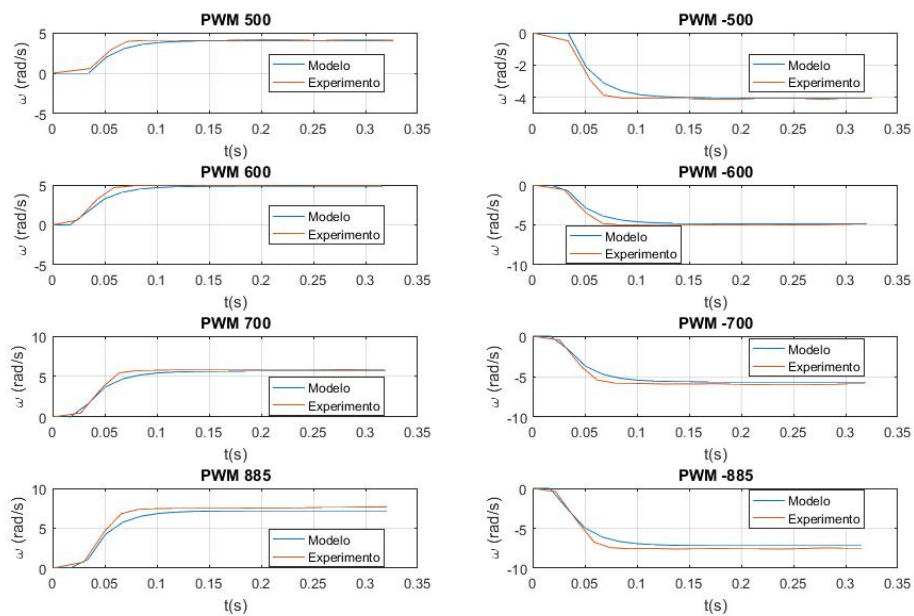 PWM 500
ω (rad/s)
5
0
-5
Modelo
Experimento
0 0.05 0.1 0.15 0.2 0.25 0.3 0.35
t(s)
PWM -500
ω (rad/s)
0
-2
-4
Modelo
Experimento
0 0.05 0.1 0.15 0.2 0.25 0.3 0.35
t(s)
PWM 600
ω (rad/s)
5
0
-5
Modelo
Experimento
0 0.05 0.1 0.15 0.2 0.25 0.3 0.35
t(s)
PWM -600
ω (rad/s)
0
-5
-10
Modelo
Experimento
0 0.05 0.1 0.15 0.2 0.25 0.3 0.35
t(s)
PWM 700
ω (rad/s)
10
5
0
Modelo
Experimento
0 0.05 0.1 0.15 0.2 0.25 0.3 0.35
t(s)
PWM -700
ω (rad/s)
0
-5
-10
Modelo
Experimento
0 0.05 0.1 0.15 0.2 0.25 0.3 0.35
t(s)
PWM 885
ω (rad/s)
10
5
0
Modelo
Experimento
0 0.05 0.1 0.15 0.2 0.25 0.3 0.35
t(s)
PWM -885
ω (rad/s)
0
-5
-10
Modelo
Experimento
0 0.05 0.1 0.15 0.2 0.25 0.3 0.35
t(s)